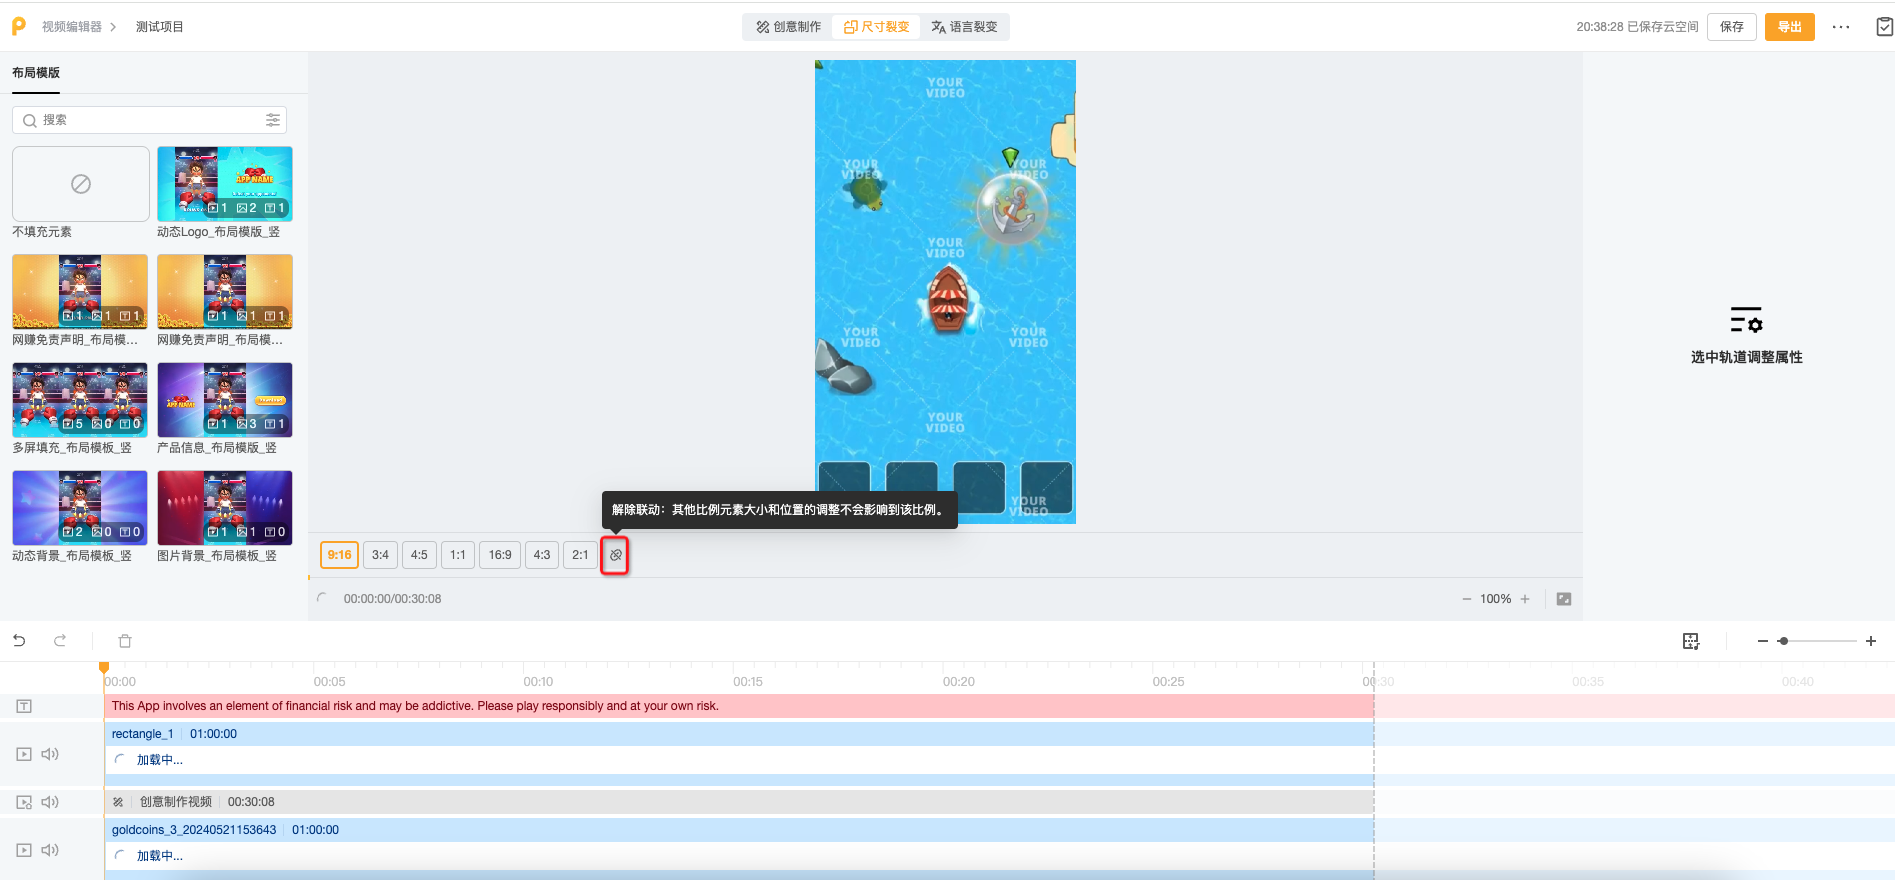 视频编辑器
测试项目
创意制作
尺寸裂变
语言裂变
20:38:28 已保存云空间
保存
导出
布局模版
搜索
1 2 1
不填充元素
动态Logo_布局模版_竖
1 1 1
1 1 1
网赚免责声明_布局模...
网赚免责声明_布局模...
5 0 0
APP NAME
1 3 1
多屏填充_布局模板_竖
产品信息_布局模版_竖
2 0 0
1 1 0
动态背景_布局模板_竖
图片背景_布局模板_竖
YOUR
VIDEO
YOUR
VIDEO
YOUR
VIDEO
YOUR
VIDEO
YOUR
VIDEO
YOUR
VIDEO
YOUR
VIDEO
YOUR
VIDEO
选中轨道调整属性
解除联动：其他比例元素大小和位置的调整不会影响到该比例。
9:16
3:4
4:5
1:1
16:9
4:3
2:1
00:00:00/00:30:08
100%
00:00
00:05
00:10
00:15
00:20
00:25
00:30
00:35
00:40
This App involves an element of financial risk and may be addictive. Please play responsibly and at your own risk.
rectangle_1 01:00:00
加载中...
创意制作视频 00:30:08
goldcoins_3_20240521153643 01:00:00
加载中...